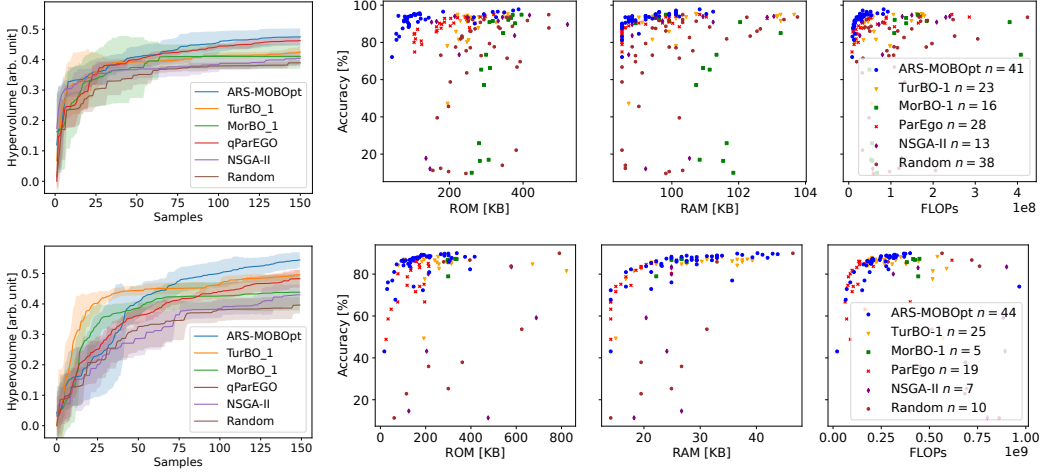 Hypervolume [arb. unit]
0.5
0.4
0.3
0.2
0.1
0.0
ARS-MOBOpt
TurBO_1
MorBO_1
qParEGO
NSGA-II
Random
0 25 50 75 100 125 150
Samples
Accuracy [%]
100
80
60
40
20
200 400
ROM [KB]
100 102 104
RAM [KB]
ARS-MOBOpt n = 41
TurBO-1 n = 23
MorBO-1 n = 16
ParEgo n = 28
NSGA-II n = 13
Random n = 38
0 1 2 3 4
1e8
FLOPs
Hypervolume [arb. unit]
0.5
0.4
0.3
0.2
0.1
0.0
ARS-MOBOpt
TurBO_1
MorBO_1
qParEGO
NSGA-II
Random
0 25 50 75 100 125 150
Samples
Accuracy [%]
80
60
40
20
0 200 400 600 800
ROM [KB]
20 30 40
RAM [KB]
ARS-MOBOpt n = 44
TurBO-1 n = 25
MorBO-1 n = 5
ParEgo n = 19
NSGA-II n = 7
Random n = 10
0.00 0.25 0.50 0.75 1.00
1e9
FLOPs